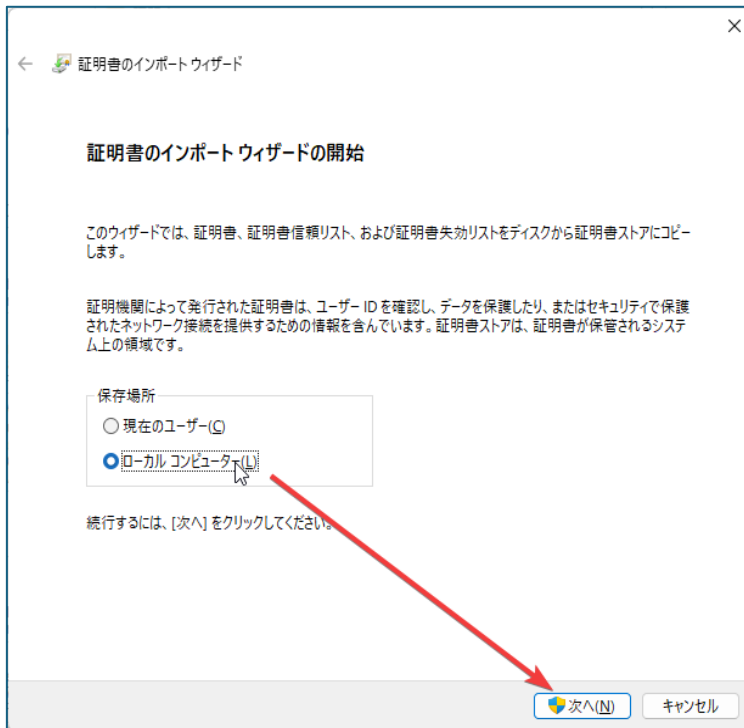 証明書のインポート ウィザード
証明書のインポート ウィザードの開始
このウィザードでは、証明書、証明書信頼リスト、および証明書失効リストをディスクから証明書ストアにコピー
します。
証明機関によって発行された証明書は、ユーザー ID を確認し、データを保護したり、またはセキュリティで保護
されたネットワーク接続を提供するための情報を含んでいます。証明書ストアは、証明書が保管されるシステ
ム上の領域です。
保存場所
現在のユーザー(C)
ローカル コンピューター(L)
続行するには、[次へ] をクリックしてください。
次へ(N)
キャンセル